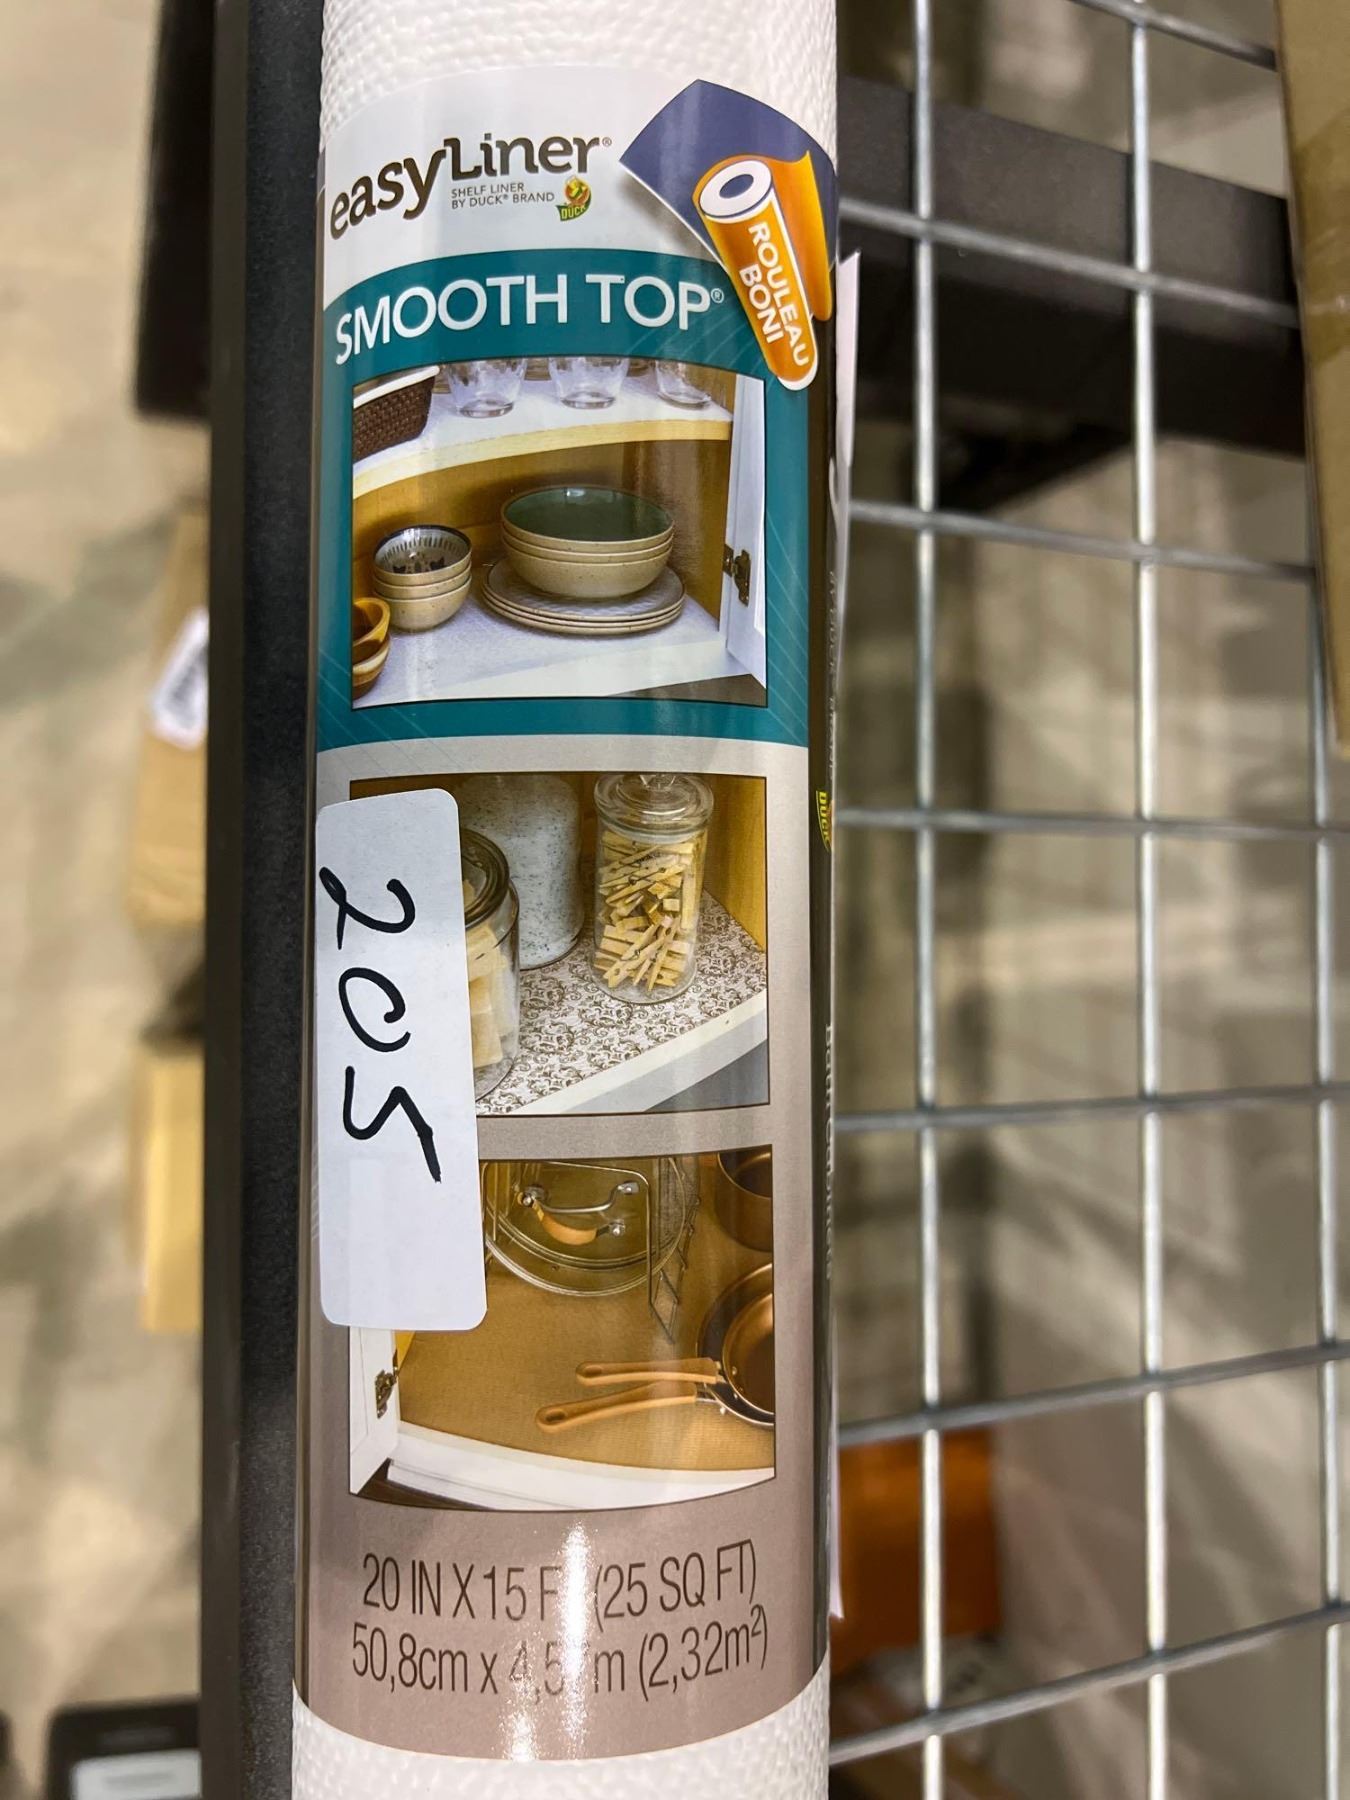 easyLiner®
SHELF LINER
BY DUCK® BRAND
DUCK
ROULEAU
BONI
SMOOTH TOP®
DUCK
205
20 IN X 15 F (25 SQ FT)
50,8cm x 4,5 m (2,32m²)